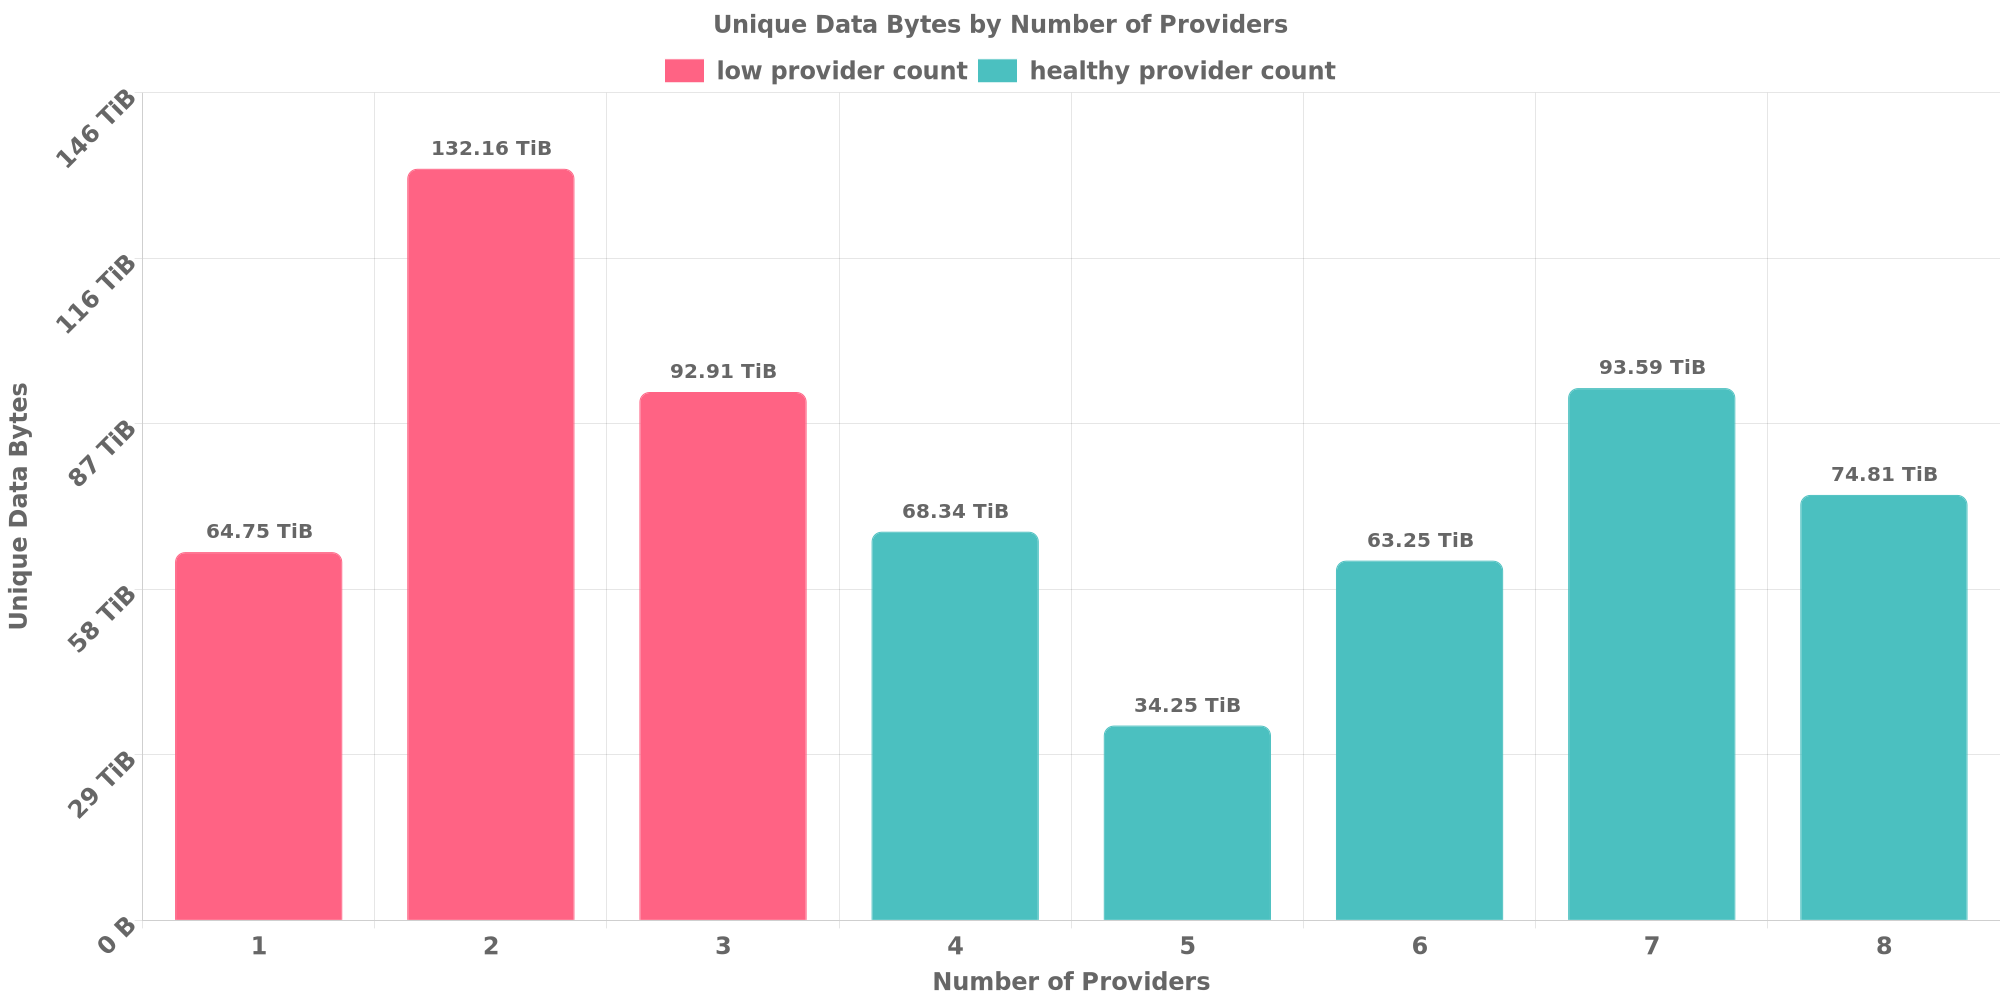 Unique Data Bytes by Number of Providers
low provider count healthy provider count
146 TiB
116 TiB
87 TiB
58 TiB
29 TiB
0 B
Unique Data Bytes
64.75 TiB
132.16 TiB
92.91 TiB
68.34 TiB
34.25 TiB
63.25 TiB
93.59 TiB
74.81 TiB
1 2 3 4 5 6 7 8
Number of Providers